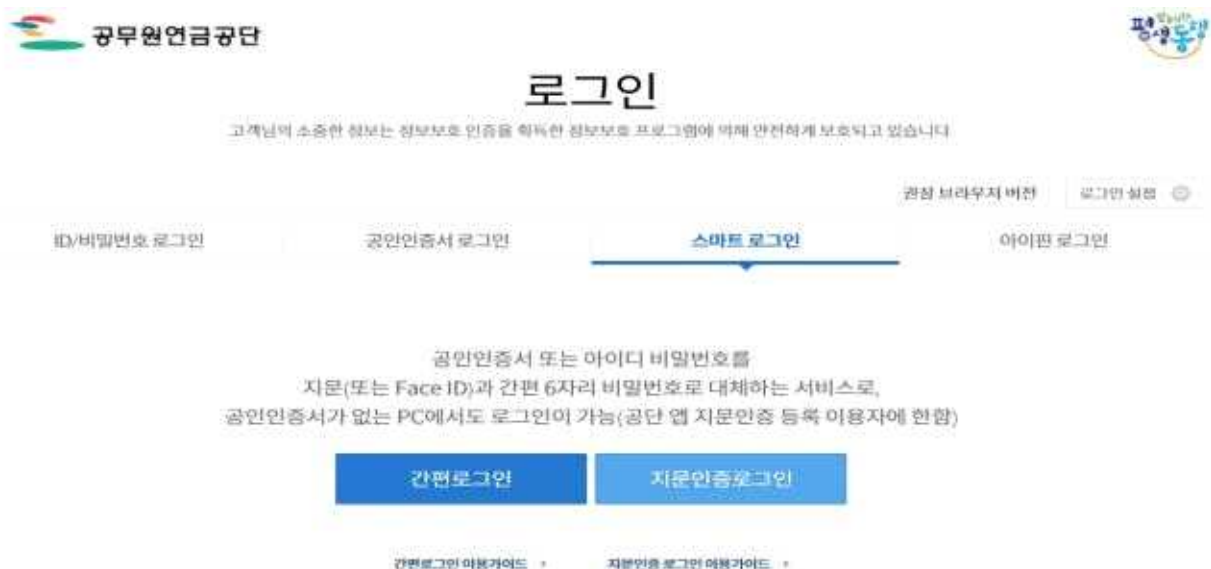 공무원연금공단
평생동행
로그인
고객님의 소중한 정보는 정보보호 인증을 획득한 정보보호 프로그램에 의해 안전하게 보호되고 있습니다
권장 브라우저 버전 로그인 설정
ID/비밀번호 로그인 공인인증서 로그인 스마트 로그인 아이핀 로그인
공인인증서 또는 아이디 비밀번호를
지문(또는 Face ID)과 간편 6자리 비밀번호로 대체하는 서비스로,
공인인증서가 없는 PC에서도 로그인이 가능(공단 앱 지문인증 등록 이용자에 한함)
간편로그인 지문인증로그인
간편로그인 이용가이드 지문인증 로그인 이용가이드